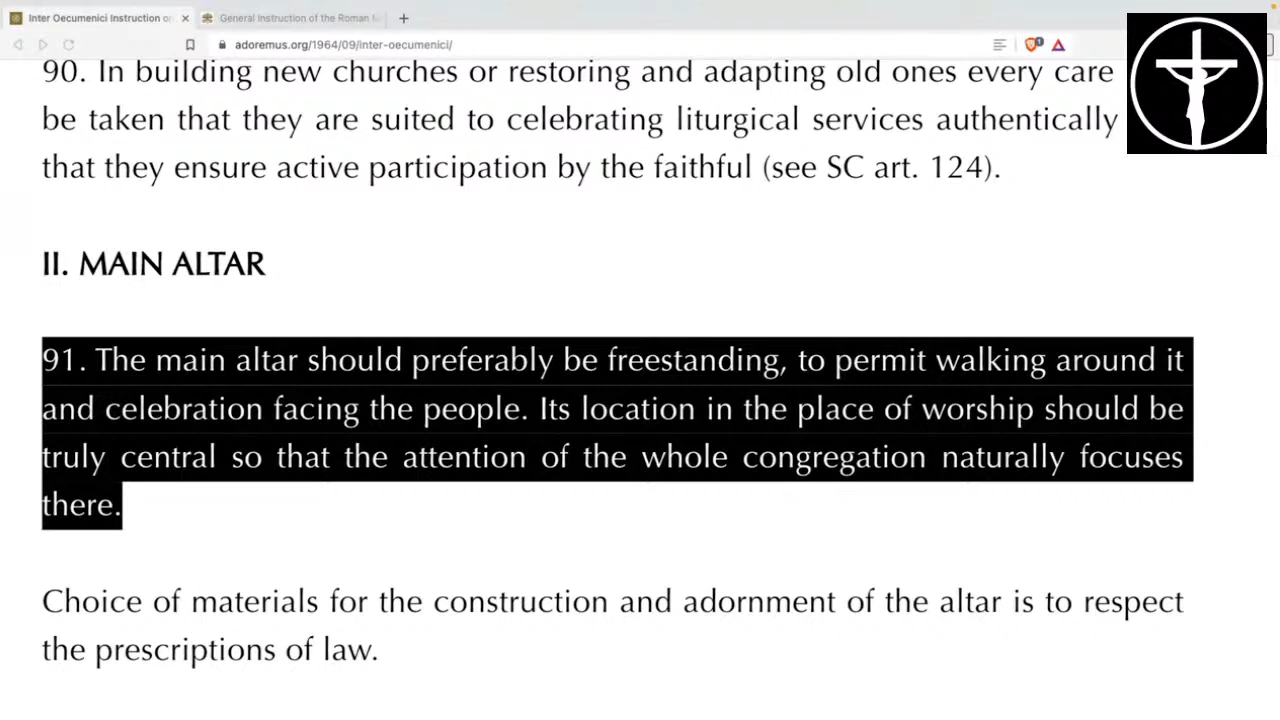 Inter Oecumenici Instruction o
General Instruction of the Roman
adoremus.org/1964/09/inter-oecumenici/
1
90. In building new churches or restoring and adapting old ones every care
be taken that they are suited to celebrating liturgical services authentically
that they ensure active participation by the faithful (see SC art. 124).
II. MAIN ALTAR
91. The main altar should preferably be freestanding, to permit walking around it
and celebration facing the people. Its location in the place of worship should be
truly central so that the attention of the whole congregation naturally focuses
there.
Choice of materials for the construction and adornment of the altar is to respect
the prescriptions of law.